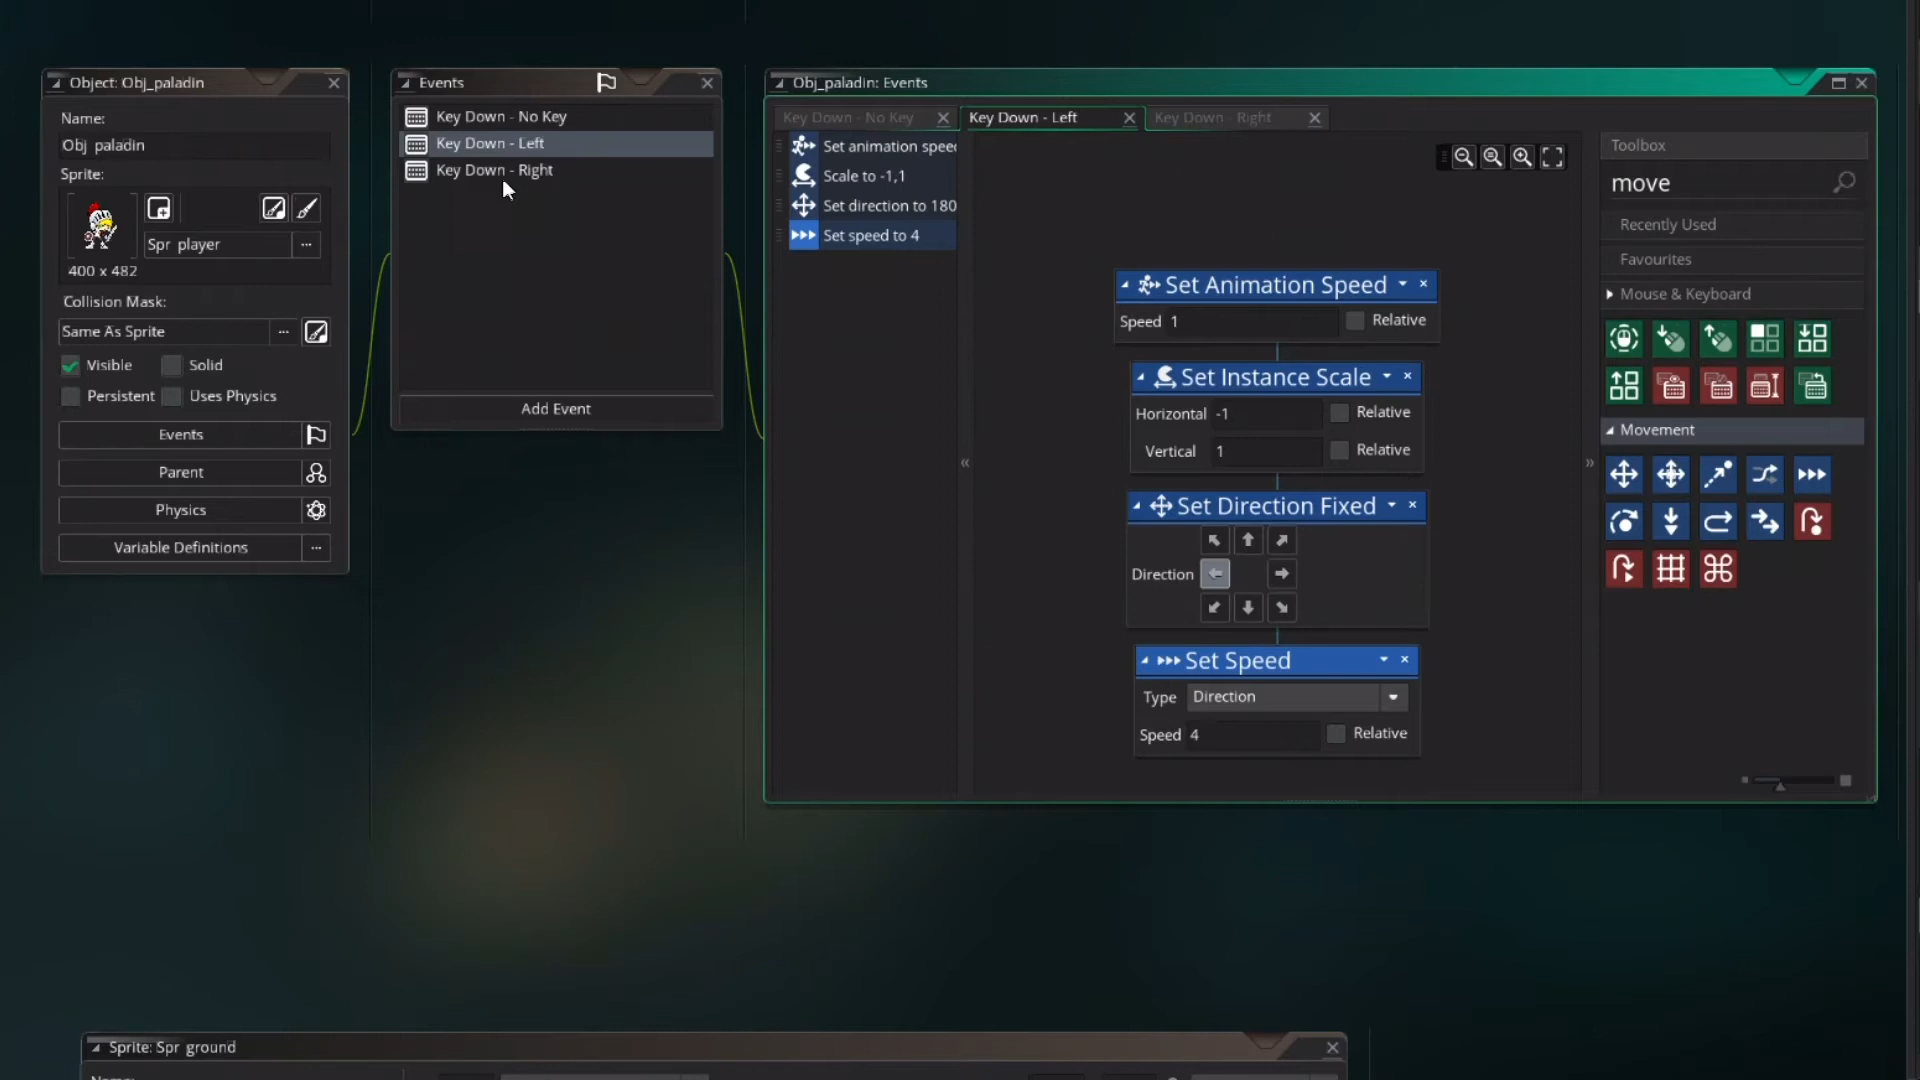 Object: Obj_paladin
Name:
Obj paladin
Sprite:
Spr player
...
400 x 482
Collision Mask:
Same As Sprite
...
Visible
Solid
Persistent
Uses Physics
Events
Parent
Physics
Variable Definitions
...
Events
Key Down - No Key
Key Down - Left
Key Down - Right
Add Event
Obj_paladin: Events
Key Down - No Key
Key Down - Left
Key Down - Right
Set animation speed
Scale to -1,1
Set direction to 180
Set speed to 4
Set Animation Speed
Speed 1
Relative
Set Instance Scale
Horizontal -1
Relative
Vertical 1
Relative
Set Direction Fixed
Direction
Set Speed
Type Direction
Speed 4
Relative
Toolbox
move
Recently Used
Favourites
Mouse & Keyboard
Movement
Sprite: Spr ground
Name: